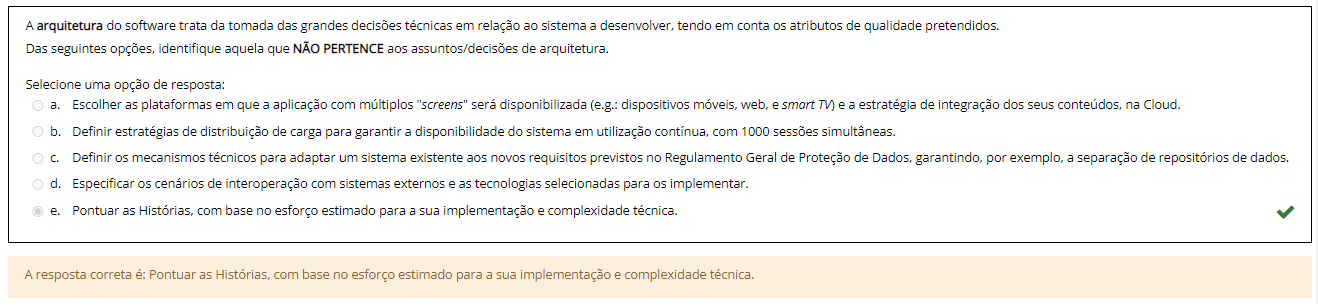 A arquitetura do software trata da tomada das grandes decisões técnicas em relação ao sistema a desenvolver, tendo em conta os atributos de qualidade pretendidos.
Das seguintes opções, identifique aquela que NÃO PERTENCE aos assuntos/decisões de arquitetura.
Selecione uma opção de resposta:
a. Escolher as plataformas em que a aplicação com múltiplos "screens" será disponibilizada (e.g.: dispositivos móveis, web, e smart TV) e a estratégia de integração dos seus conteúdos, na Cloud.
b. Definir estratégias de distribuição de carga para garantir a disponibilidade do sistema em utilização contínua, com 1000 sessões simultâneas.
c. Definir os mecanismos técnicos para adaptar um sistema existente aos novos requisitos previstos no Regulamento Geral de Proteção de Dados, garantindo, por exemplo, a separação de repositórios de dados.
d. Especificar os cenários de interoperação com sistemas externos e as tecnologias selecionadas para os implementar.
e. Pontuar as Histórias, com base no esforço estimado para a sua implementação e complexidade técnica.
A resposta correta é: Pontuar as Histórias, com base no esforço estimado para a sua implementação e complexidade técnica.